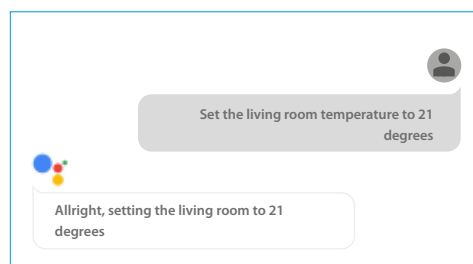 Set the living room temperature to 21
degrees
Allright, setting the living room to 21
degrees